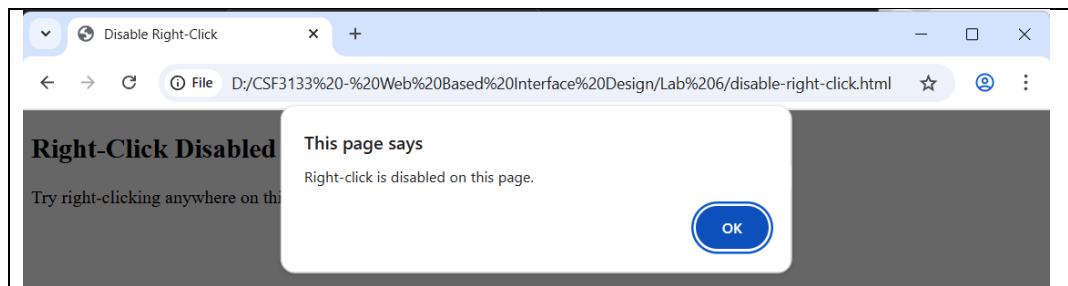 Disable Right-Click
File D:/CSF3133%20-%20Web%20Based%20Interface%20Design/Lab%206/disable-right-click.html
This page says
Right-Click Disabled
Right-click is disabled on this page.
Try right-clicking anywhere on thi
OK